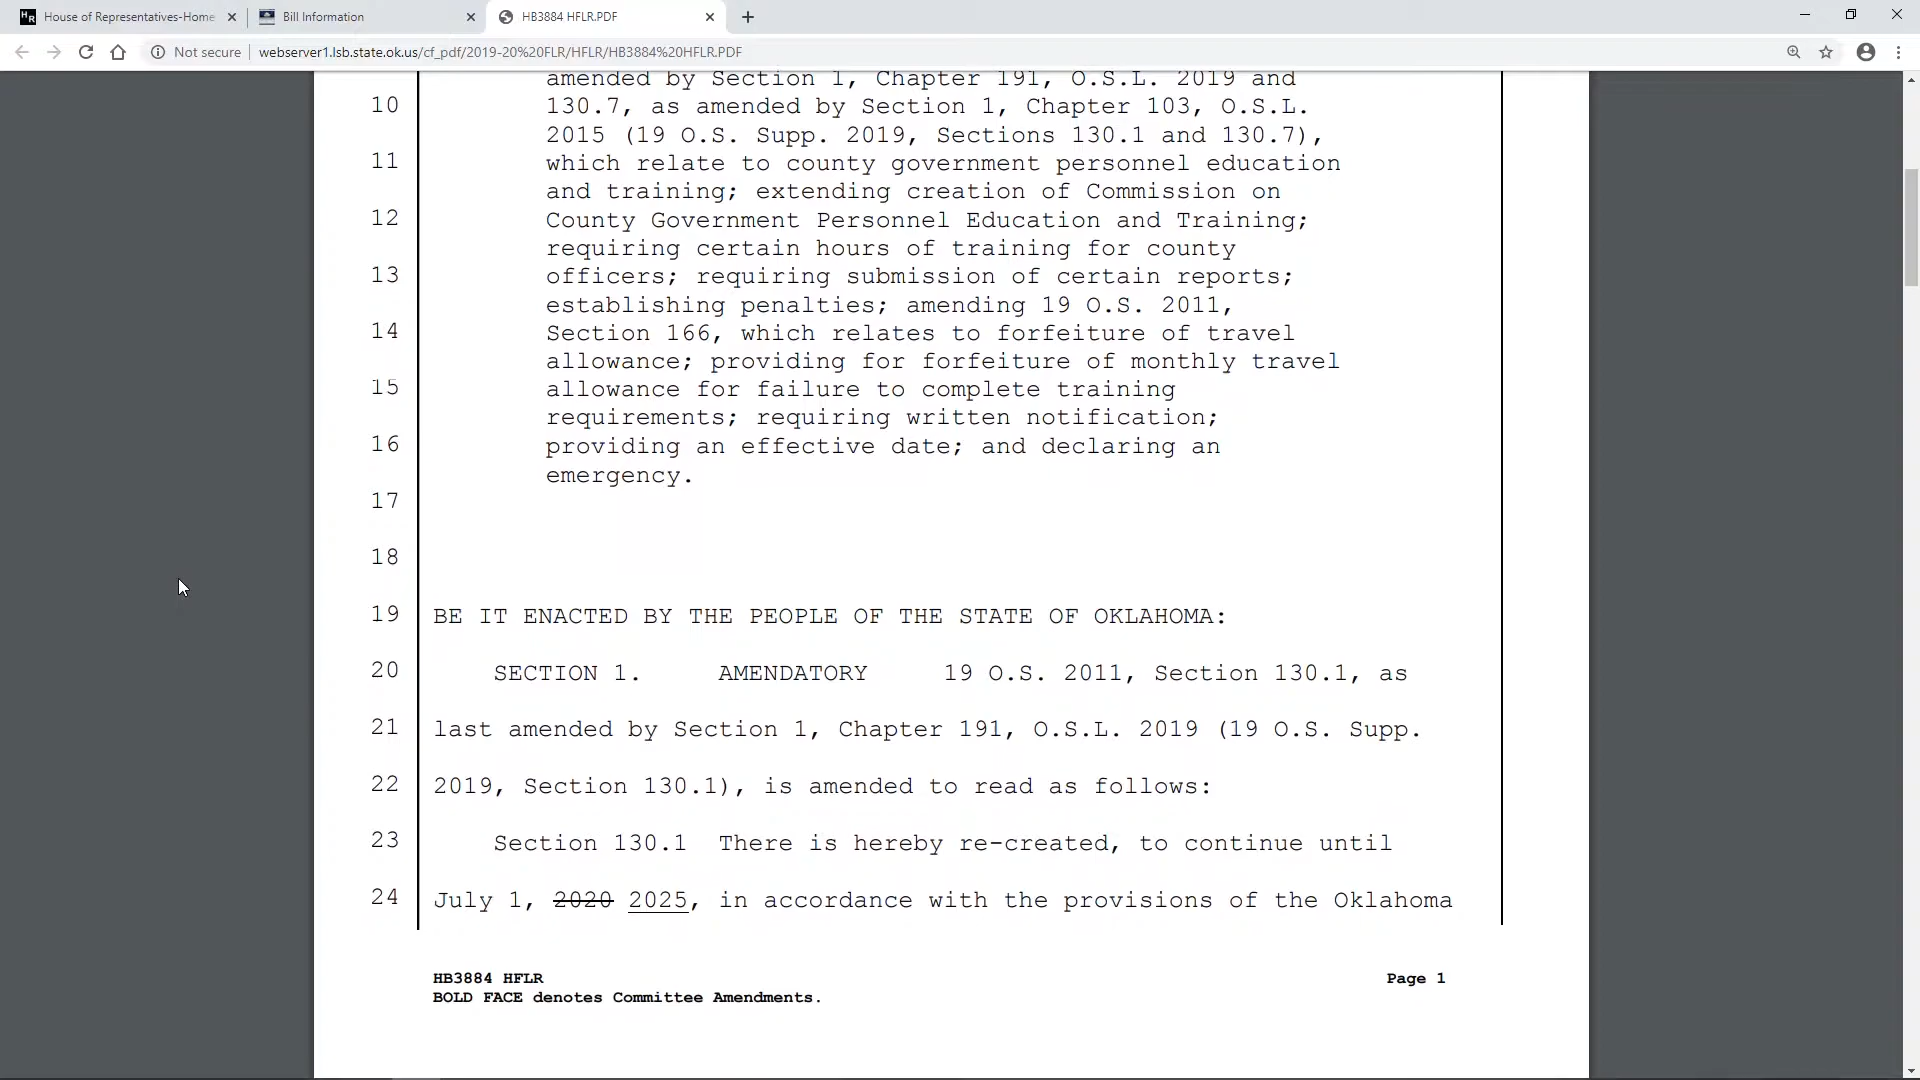 House of Representatives-Home
Bill Information
HB3884 HFLR.PDF
Not secure
webserver1.lsb.state.ok.us/cf_pdf/2019-20%20FLR/HFLR/HB3884%20HFLR.PDF
amended by Section 1, Chapter 191, O.S.L. 2019 and
10 130.7, as amended by Section 1, Chapter 103, O.S.L.
2015 (19 O.S. Supp. 2019, Sections 130.1 and 130.7),
11 which relate to county government personnel education
and training; extending creation of Commission on
12 County Government Personnel Education and Training;
requiring certain hours of training for county
13 officers; requiring submission of certain reports;
establishing penalties; amending 19 O.S. 2011,
14 Section 166, which relates to forfeiture of travel
allowance; providing for forfeiture of monthly travel
15 allowance for failure to complete training
requirements; requiring written notification;
16 providing an effective date; and declaring an
emergency.
17
18
19 BE IT ENACTED BY THE PEOPLE OF THE STATE OF OKLAHOMA:
20 SECTION 1. AMENDATORY 19 O.S. 2011, Section 130.1, as
21 last amended by Section 1, Chapter 191, O.S.L. 2019 (19 O.S. Supp.
22 2019, Section 130.1), is amended to read as follows:
23 Section 130.1 There is hereby re-created, to continue until
24 July 1, 2020 2025, in accordance with the provisions of the Oklahoma
HB3884 HFLR Page 1
BOLD FACE denotes Committee Amendments.